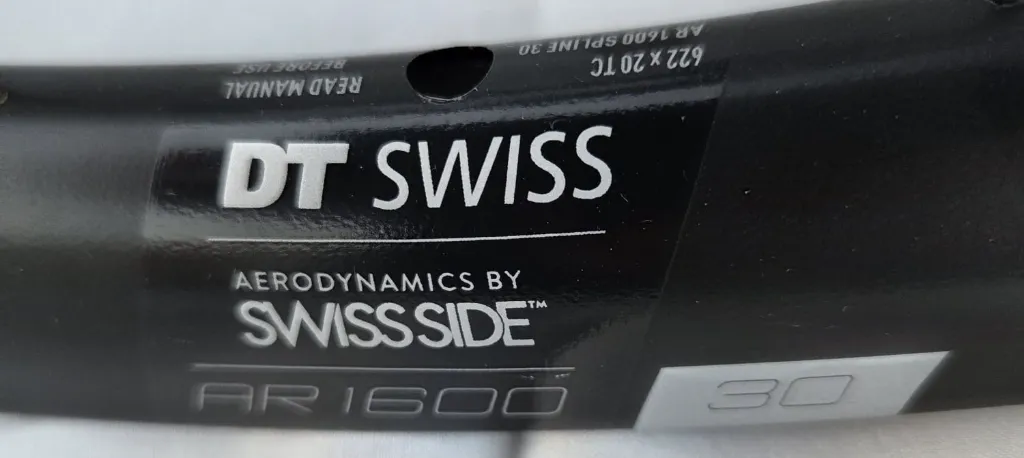 READ MANUAL
BEFORE USE
622 x 20 TC
AR 1600 SPLINE 30
DT SWISS
AERODYNAMICS BY
SWISS SIDE™
AR 1600
30